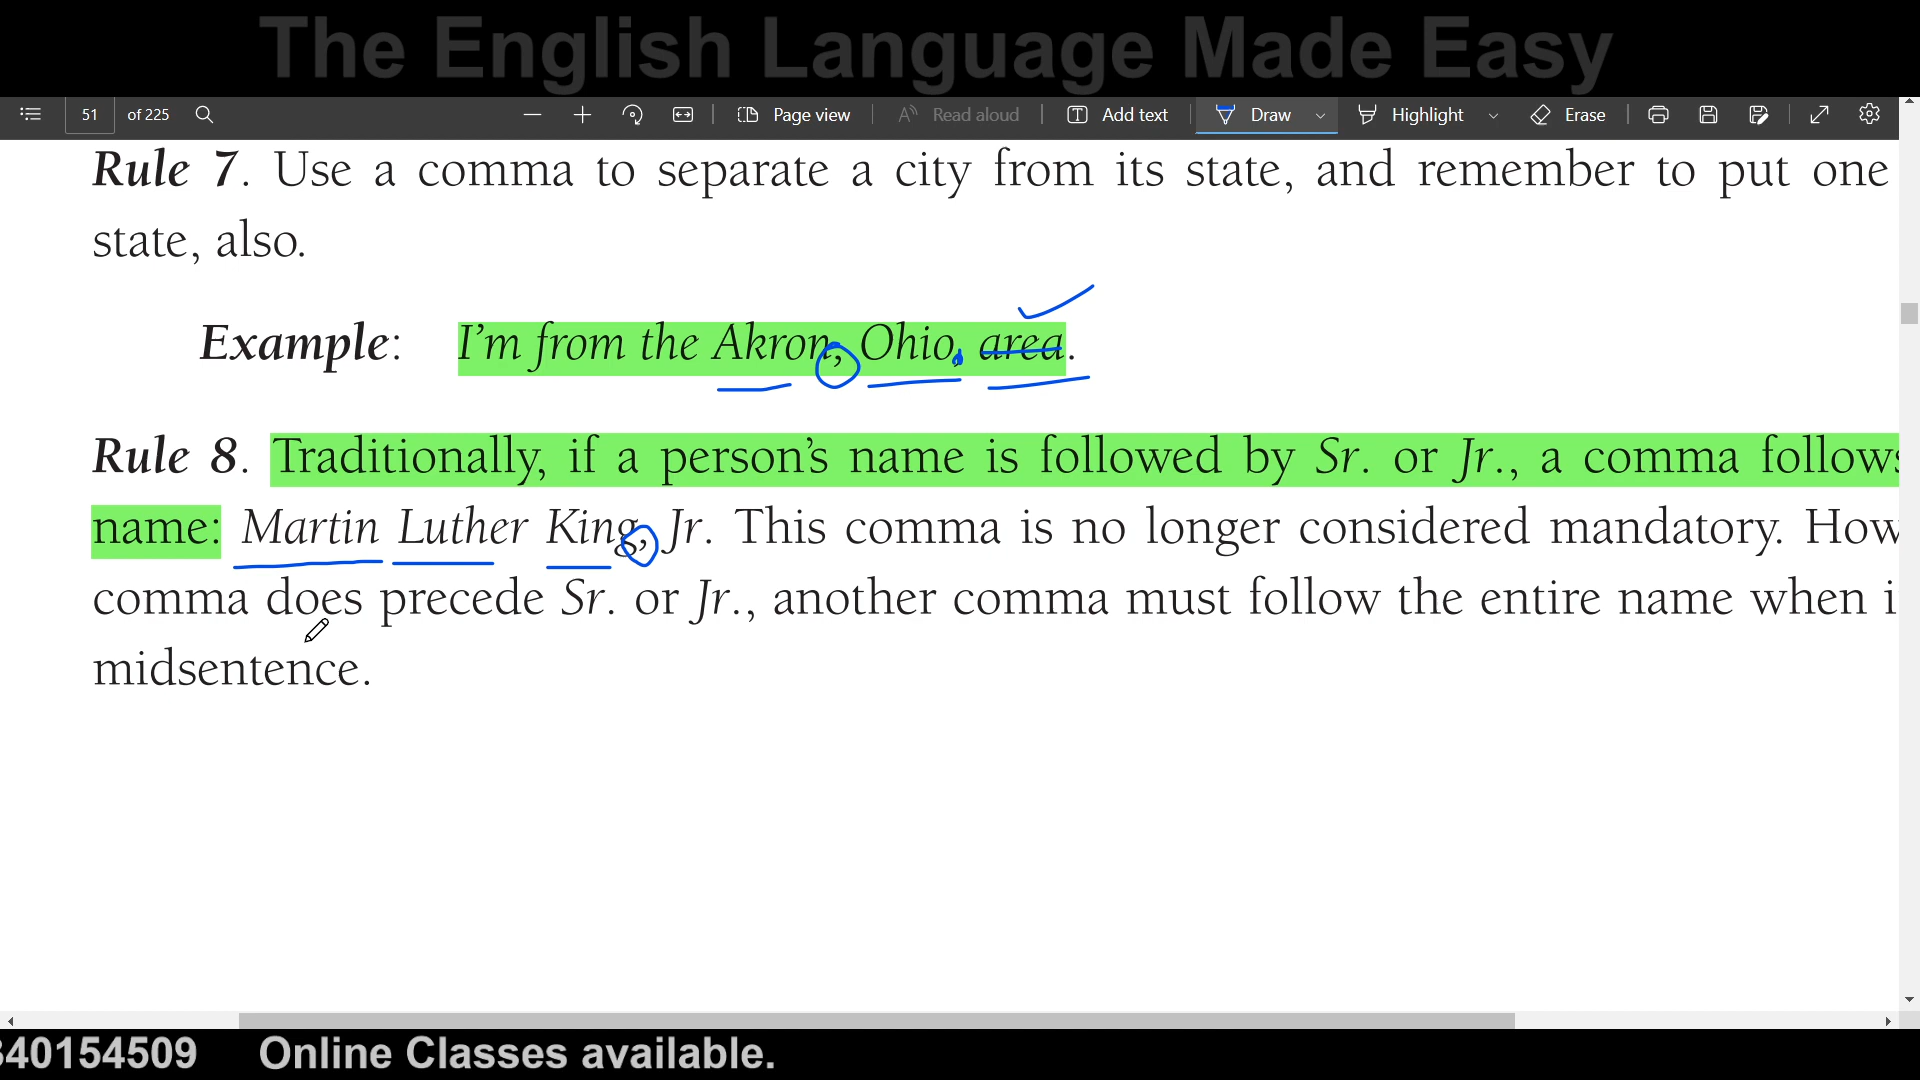 The English Language Made Easy
51 of 225 Page view Read aloud Add text Draw Highlight Erase
Rule 7. Use a comma to separate a city from its state, and remember to put one
state, also.
Example: I’m from the Akron, Ohio, area.
Rule 8. Traditionally, if a person’s name is followed by Sr. or Jr., a comma follows
name: Martin Luther King, Jr. This comma is no longer considered mandatory. How
comma does precede Sr. or Jr., another comma must follow the entire name when i
midsentence.
40154509 Online Classes available.